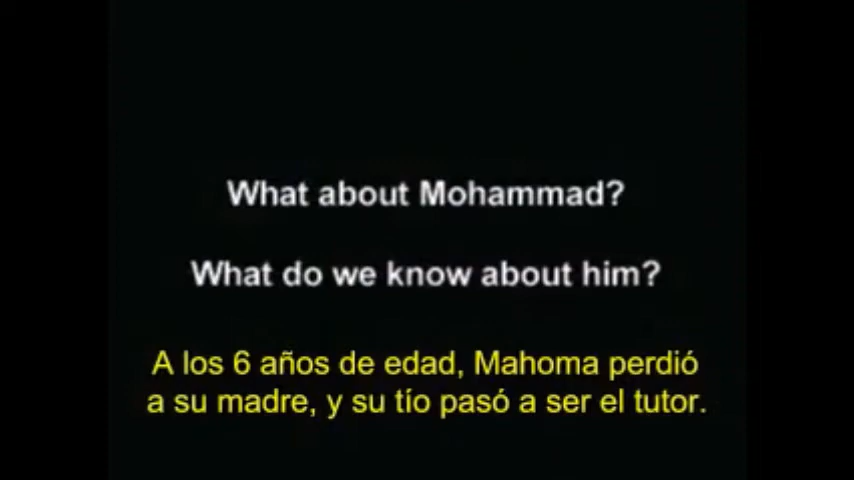 What about Mohammad?
What do we know about him?
A los 6 años de edad, Mahoma perdió
a su madre, y su tío pasó a ser el tutor.